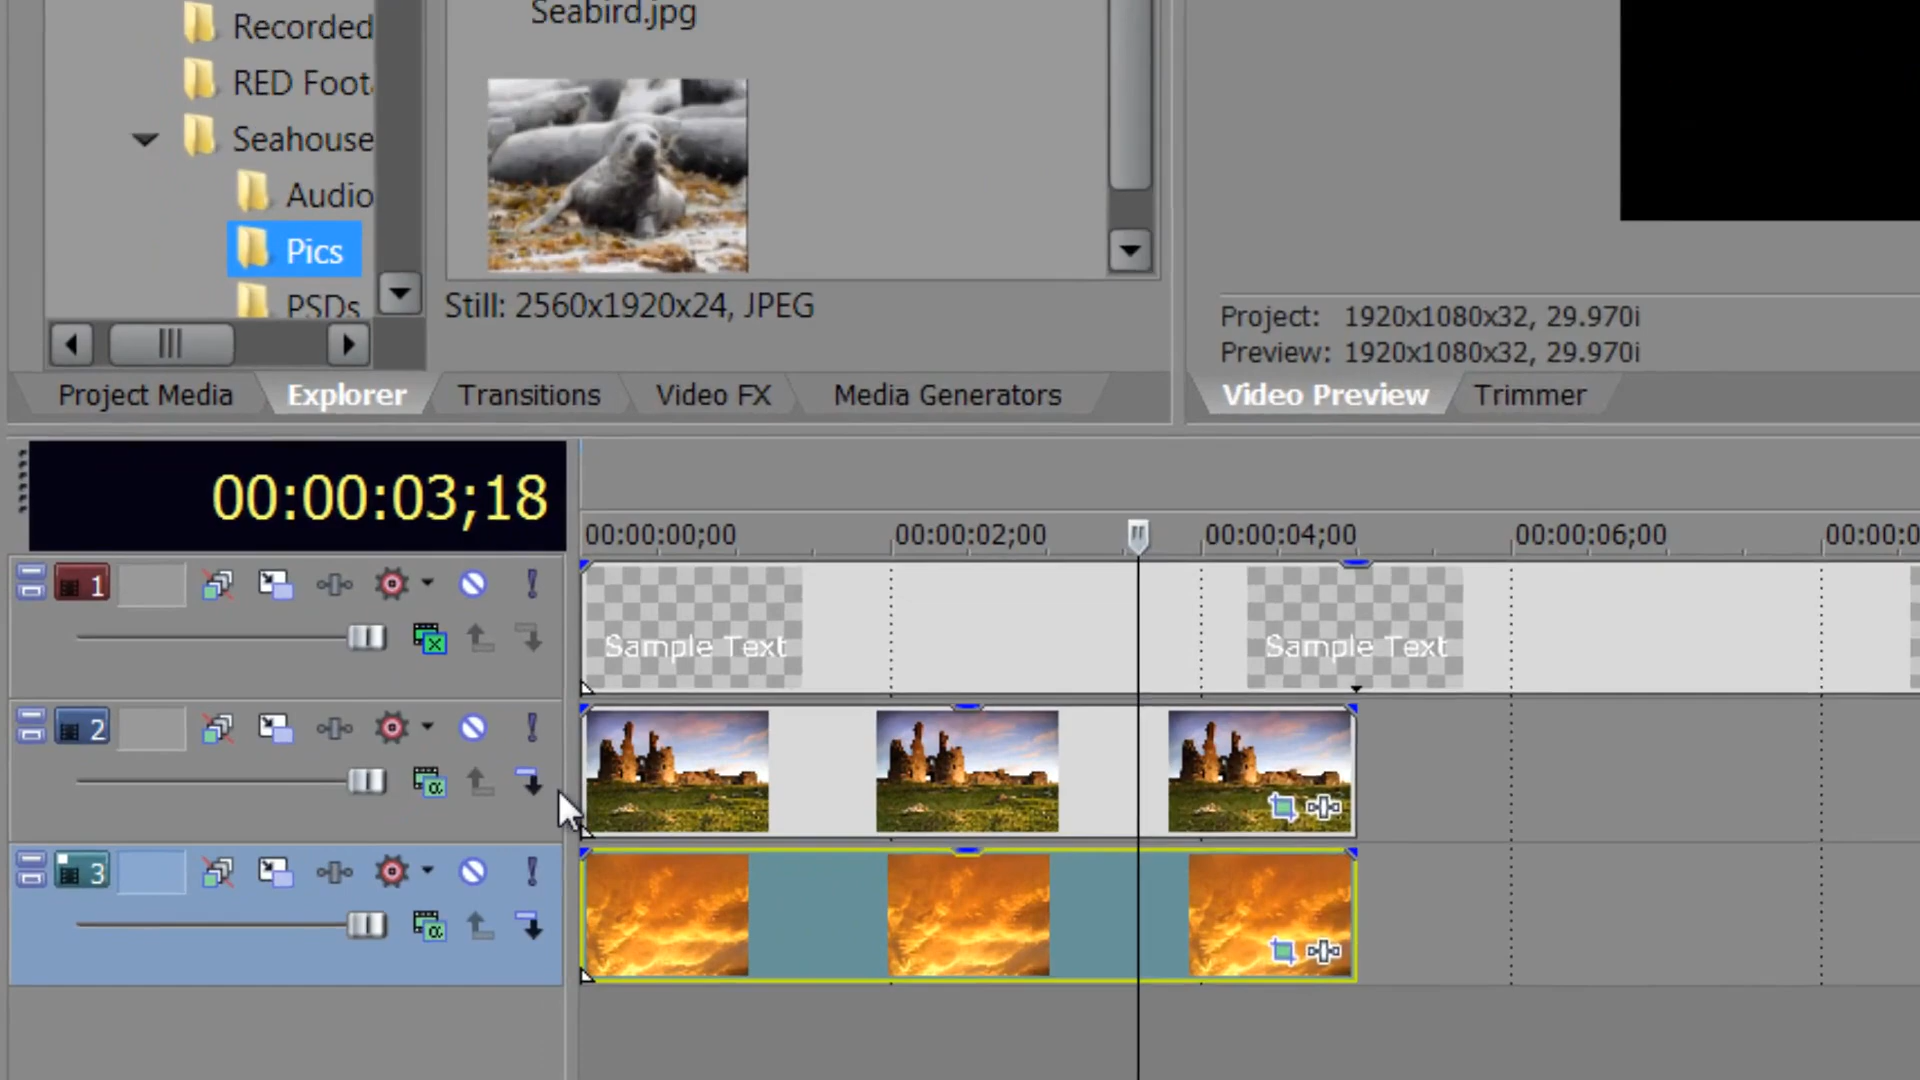 Recorded
RED Foot
Seahouse
Audio
Pics
PSDs
Seabird.jpg
Still: 2560x1920x24, JPEG
Project: 1920x1080x32, 29.970i
Preview: 1920x1080x32, 29.970i
Project Media Explorer Transitions Video FX Media Generators
Video Preview Trimmer
00:00:03;18
00:00:00;00 00:00:02;00 00:00:04;00 00:00:06;00 00:00:0
1
Sample Text Sample Text
2
3